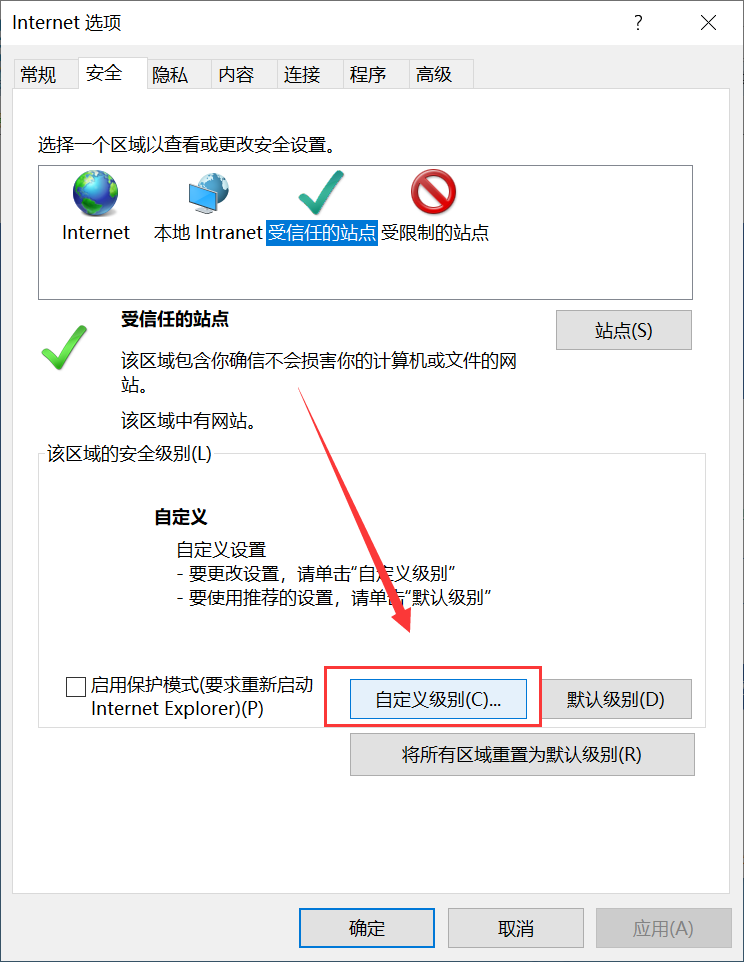 Internet 选项
?
常规 安全 隐私 内容 连接 程序 高级
选择一个区域以查看或更改安全设置。
Internet 本地 Intranet 受信任的站点 受限制的站点
受信任的站点
站点(S)
该区域包含你确信不会损害你的计算机或文件的网
站。
该区域中有网站。
该区域的安全级别(L)
自定义
自定义设置
- 要更改设置，请单击“自定义级别”
- 要使用推荐的设置，请单击“默认级别”
启用保护模式(要求重新启动
Internet Explorer)(P)
自定义级别(C)... 默认级别(D)
将所有区域重置为默认级别(R)
确定 取消 应用(A)